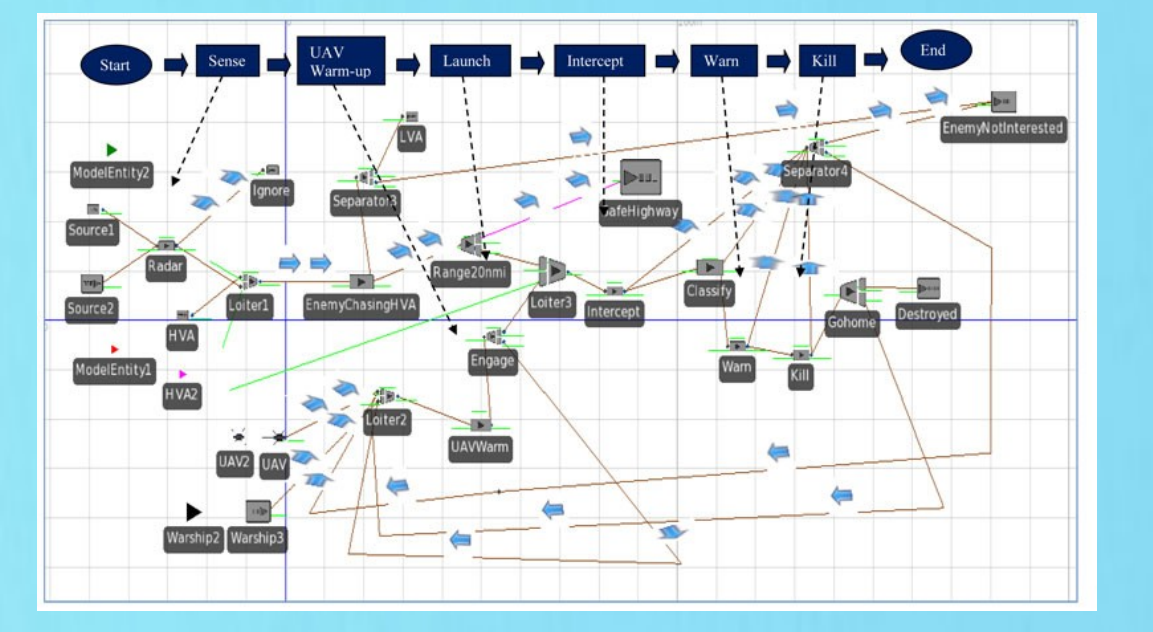 Start
Sense
UAV
Warm-up
Launch
Intercept
Warn
Kill
End
EnemyNotInterested
LVA
ModelEntity2
Ignore
Separator3
Separator4
SafeHighway
Source1
Radar
Range20nmi
Source2
Loiter1
EnemyChasingHVA
Loiter3
Intercept
Classify
Gohome
Destroyed
HVA
ModelEntity1
HVA2
Engage
Warn
Kill
Loiter2
UAVWarm
UAV2
UAV
Warship2
Warship3